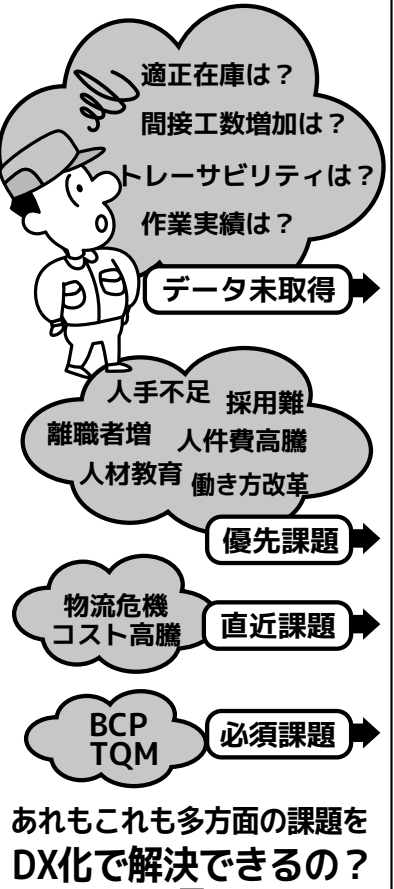 適正在庫は？
間接工数増加は？
トレーサビリティは？
作業実績は？
データ未取得
人手不足 採用難
離職者増 人件費高騰
人材教育 働き方改革
優先課題
物流危機
コスト高騰
直近課題
BCP
TQM
必須課題
あれもこれも多方面の課題を
DX化で解決できるの？